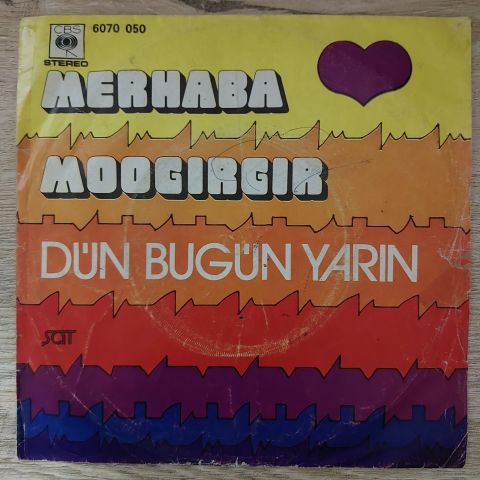 CBS 6070 050
STEREO
MERHABA
MOOGIRGIR
DÜN BUGÜN YARIN
SAT